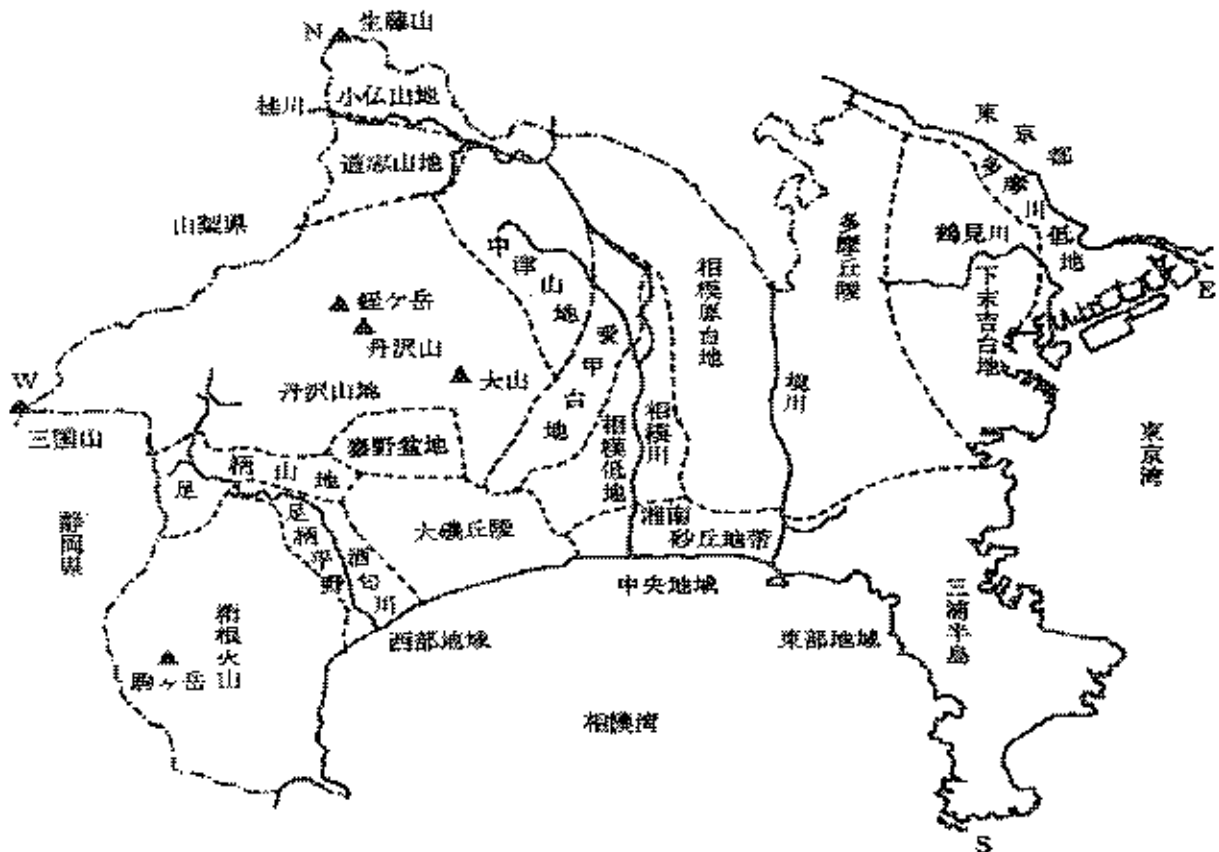 N
生藤山
桂川
小仏山地
道志山地
山梨県
中津山地
蛭ケ岳
丹沢山
大山
丹沢山地
W
三国山
秦野盆地
愛甲台地
相模低地
相模川
相模原台地
境川
多摩丘陵
東京都
多摩川低地
鶴見川
下末吉台地
E
東京湾
足柄山地
足柄平野
酒匂川
大磯丘陵
湘南
砂丘地帯
静岡県
箱根火山
駒ヶ岳
西部地域
中央地域
東部地域
三浦半島
相模湾
S